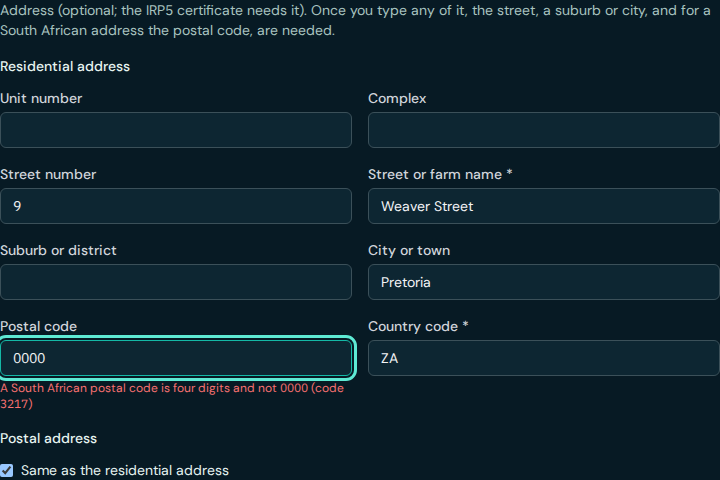 Address (optional; the IRP5 certificate needs it). Once you type any of it, the street, a suburb or city, and for a
South African address the postal code, are needed.
Residential address
Unit number
Complex
Street number
Street or farm name *
9
Weaver Street
Suburb or district
City or town
Pretoria
Postal code
Country code *
0000
ZA
A South African postal code is four digits and not 0000 (code
3217)
Postal address
Same as the residential address